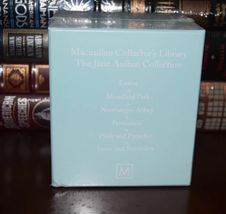 Macmillan Collector's Library
The Jane Austen Collection
Emma
Mansfield Park
Northanger Abbey
Persuasion
Pride and Prejudice
Sense and Sensibility
M